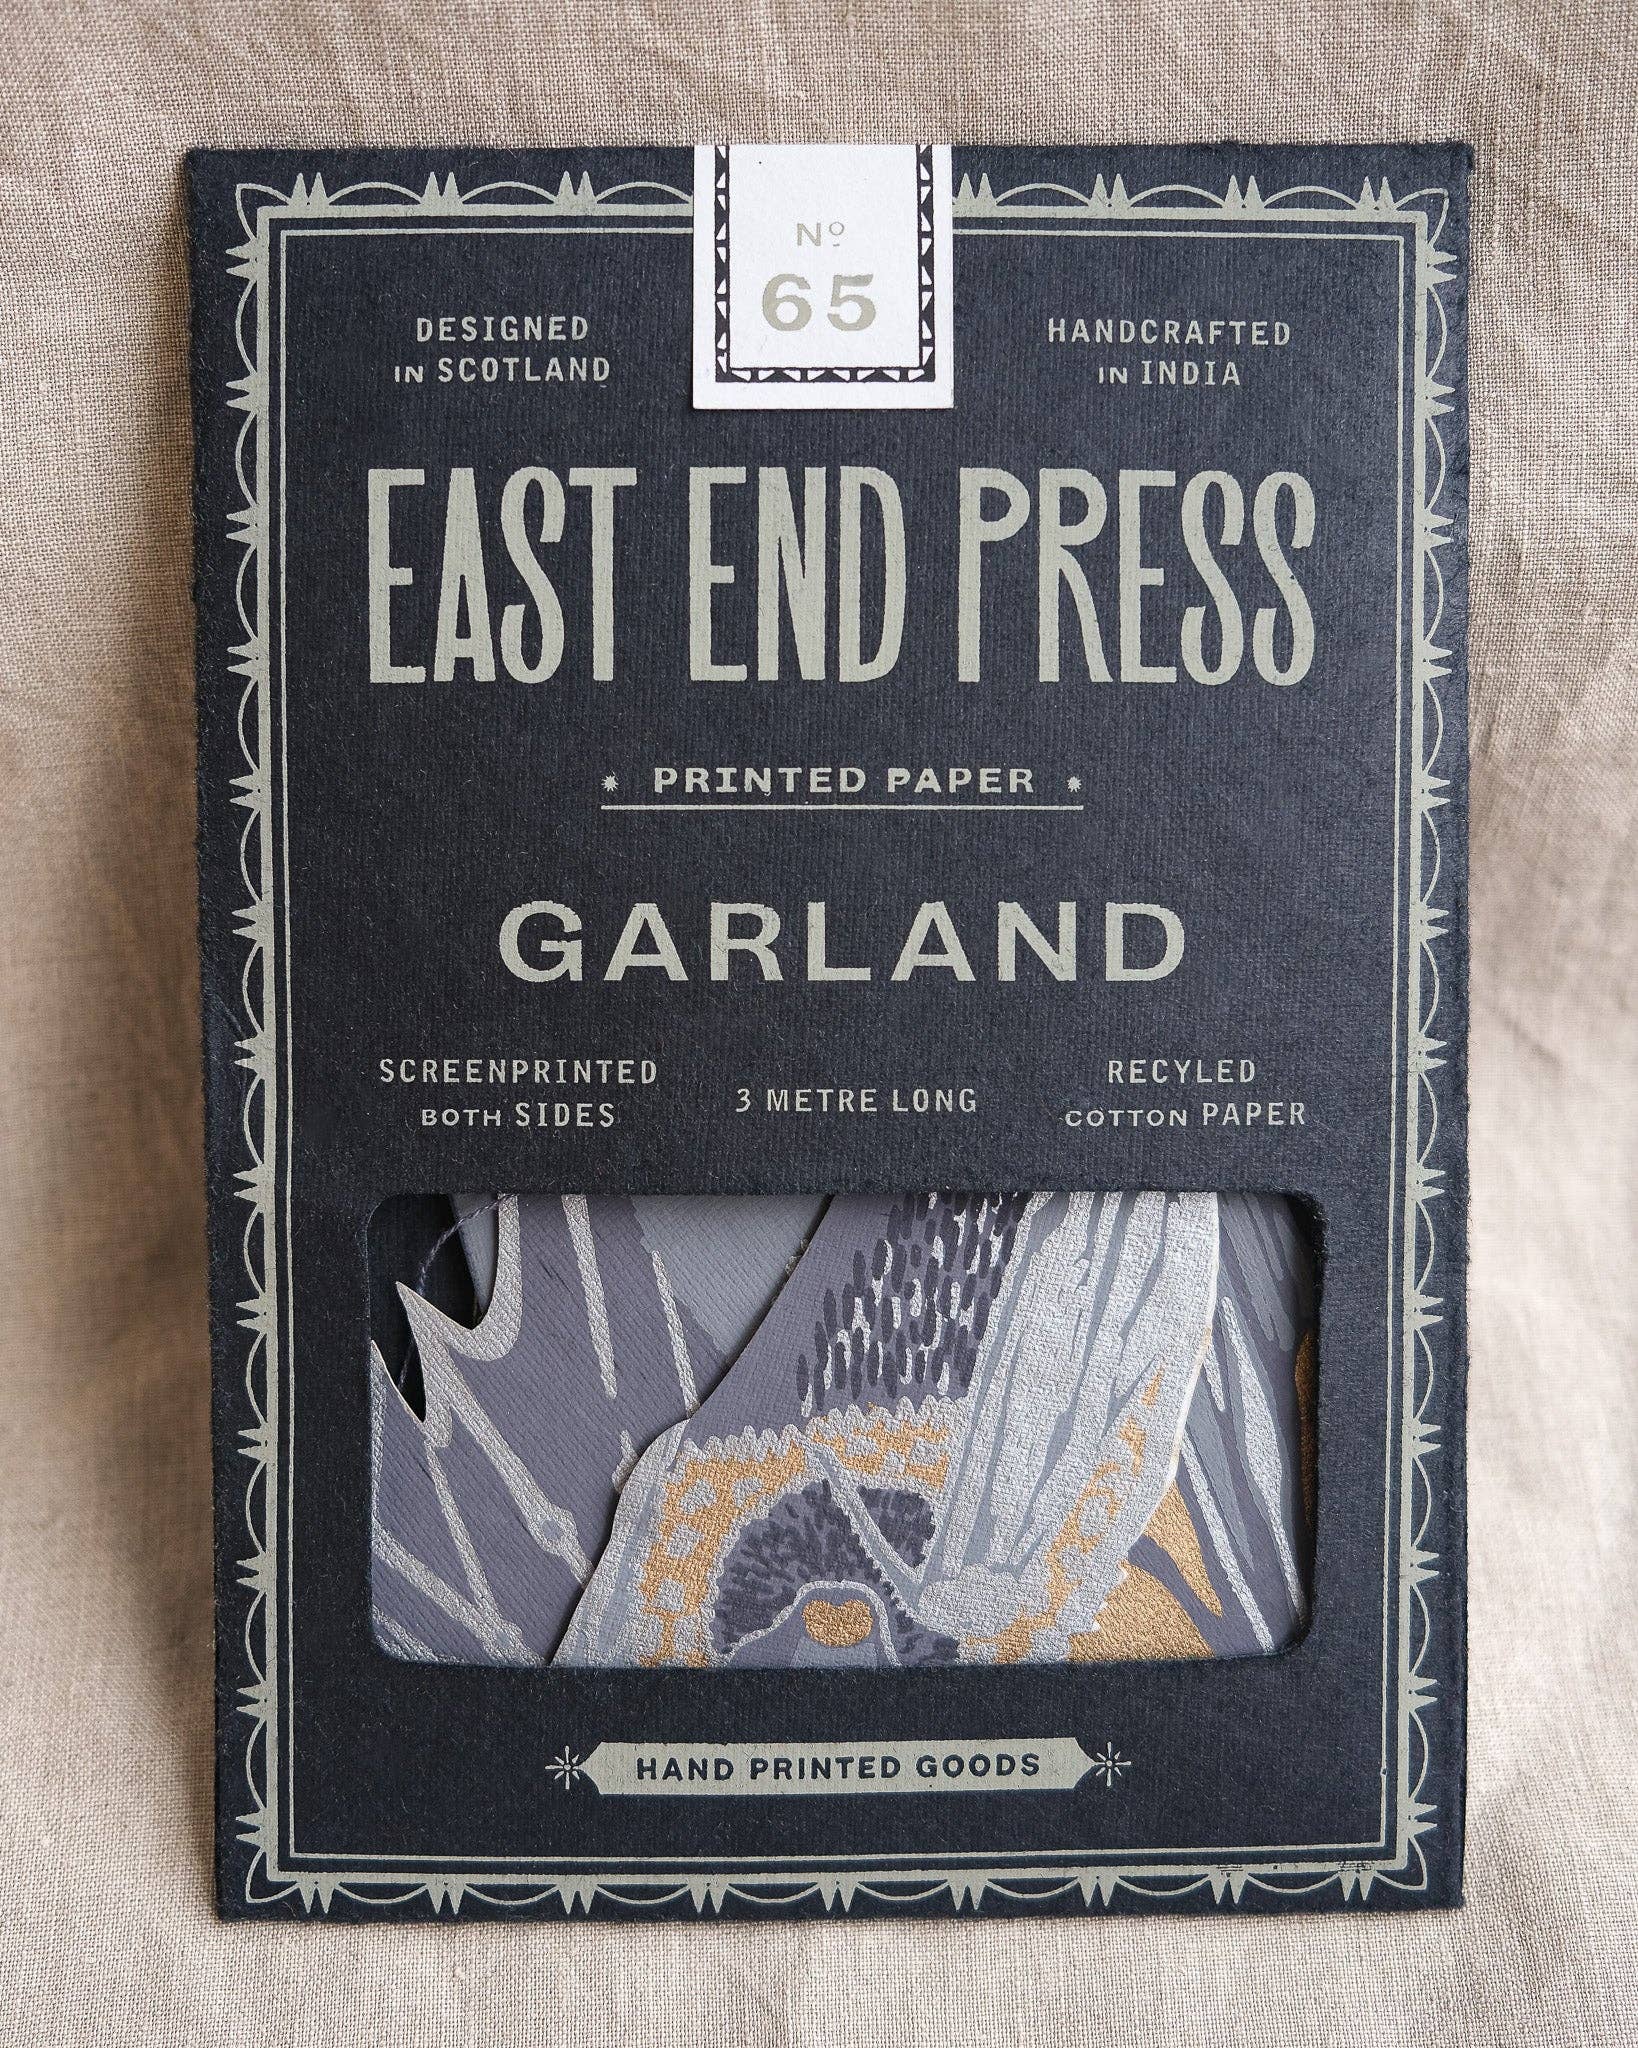 Nº
65
DESIGNED
IN SCOTLAND
HANDCRAFTED
IN INDIA
EAST END PRESS
PRINTED PAPER
GARLAND
SCREENPRINTED
BOTH SIDES
3 METRE LONG
RECYLED
COTTON PAPER
HAND PRINTED GOODS